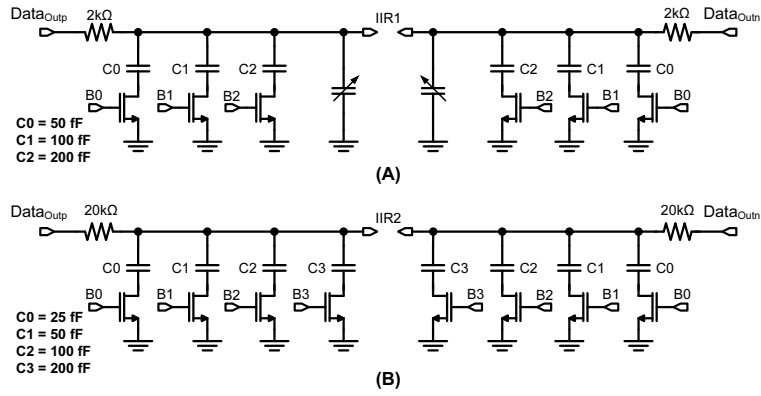 Data_Outp 2kΩ IIR1 2kΩ Data_Outn
C0 C1 C2 C2 C1 C0
B0 B1 B2 B2 B1 B0
C0 = 50 fF
C1 = 100 fF
C2 = 200 fF
(A)
Data_Outp 20kΩ IIR2 20kΩ Data_Outn
C0 C1 C2 C3 C3 C2 C1 C0
B0 B1 B2 B3 B3 B2 B1 B0
C0 = 25 fF
C1 = 50 fF
C2 = 100 fF
C3 = 200 fF
(B)